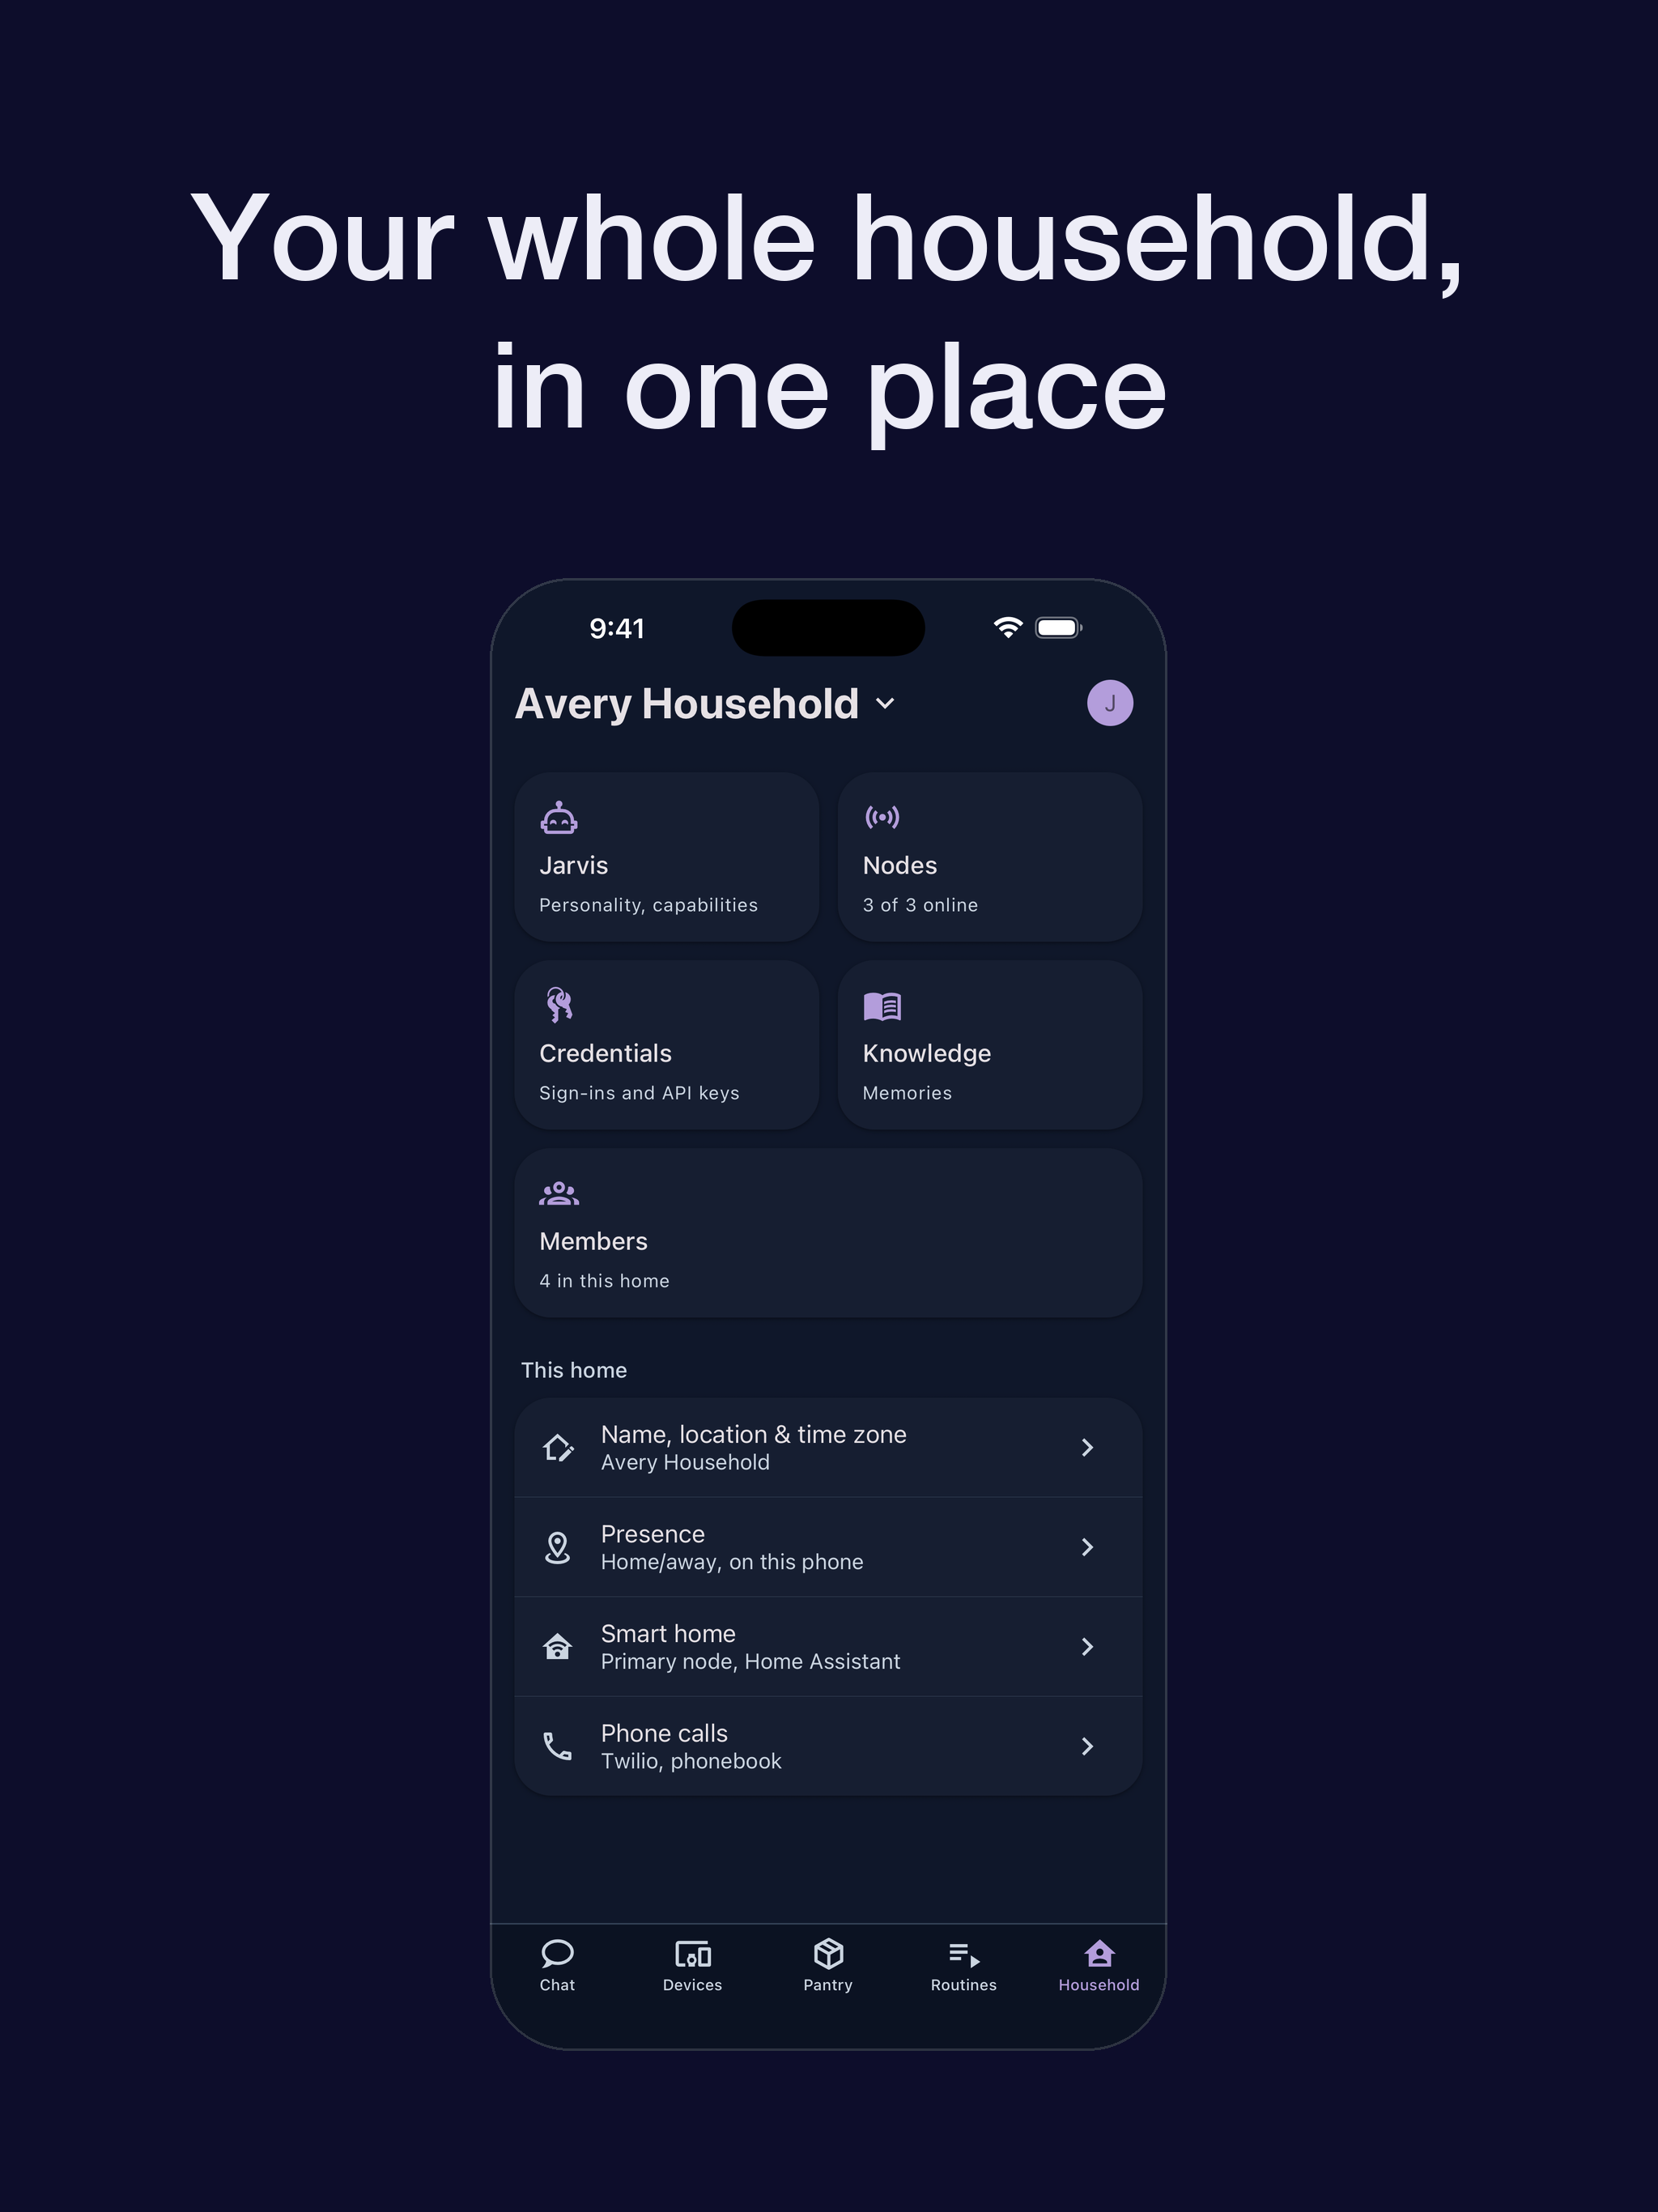 Your whole household,
in one place
9:41
Avery Household
J
Jarvis
Personality, capabilities
Nodes
3 of 3 online
Credentials
Sign-ins and API keys
Knowledge
Memories
Members
4 in this home
This home
Name, location & time zone
Avery Household
Presence
Home/away, on this phone
Smart home
Primary node, Home Assistant
Phone calls
Twilio, phonebook
Chat
Devices
Pantry
Routines
Household